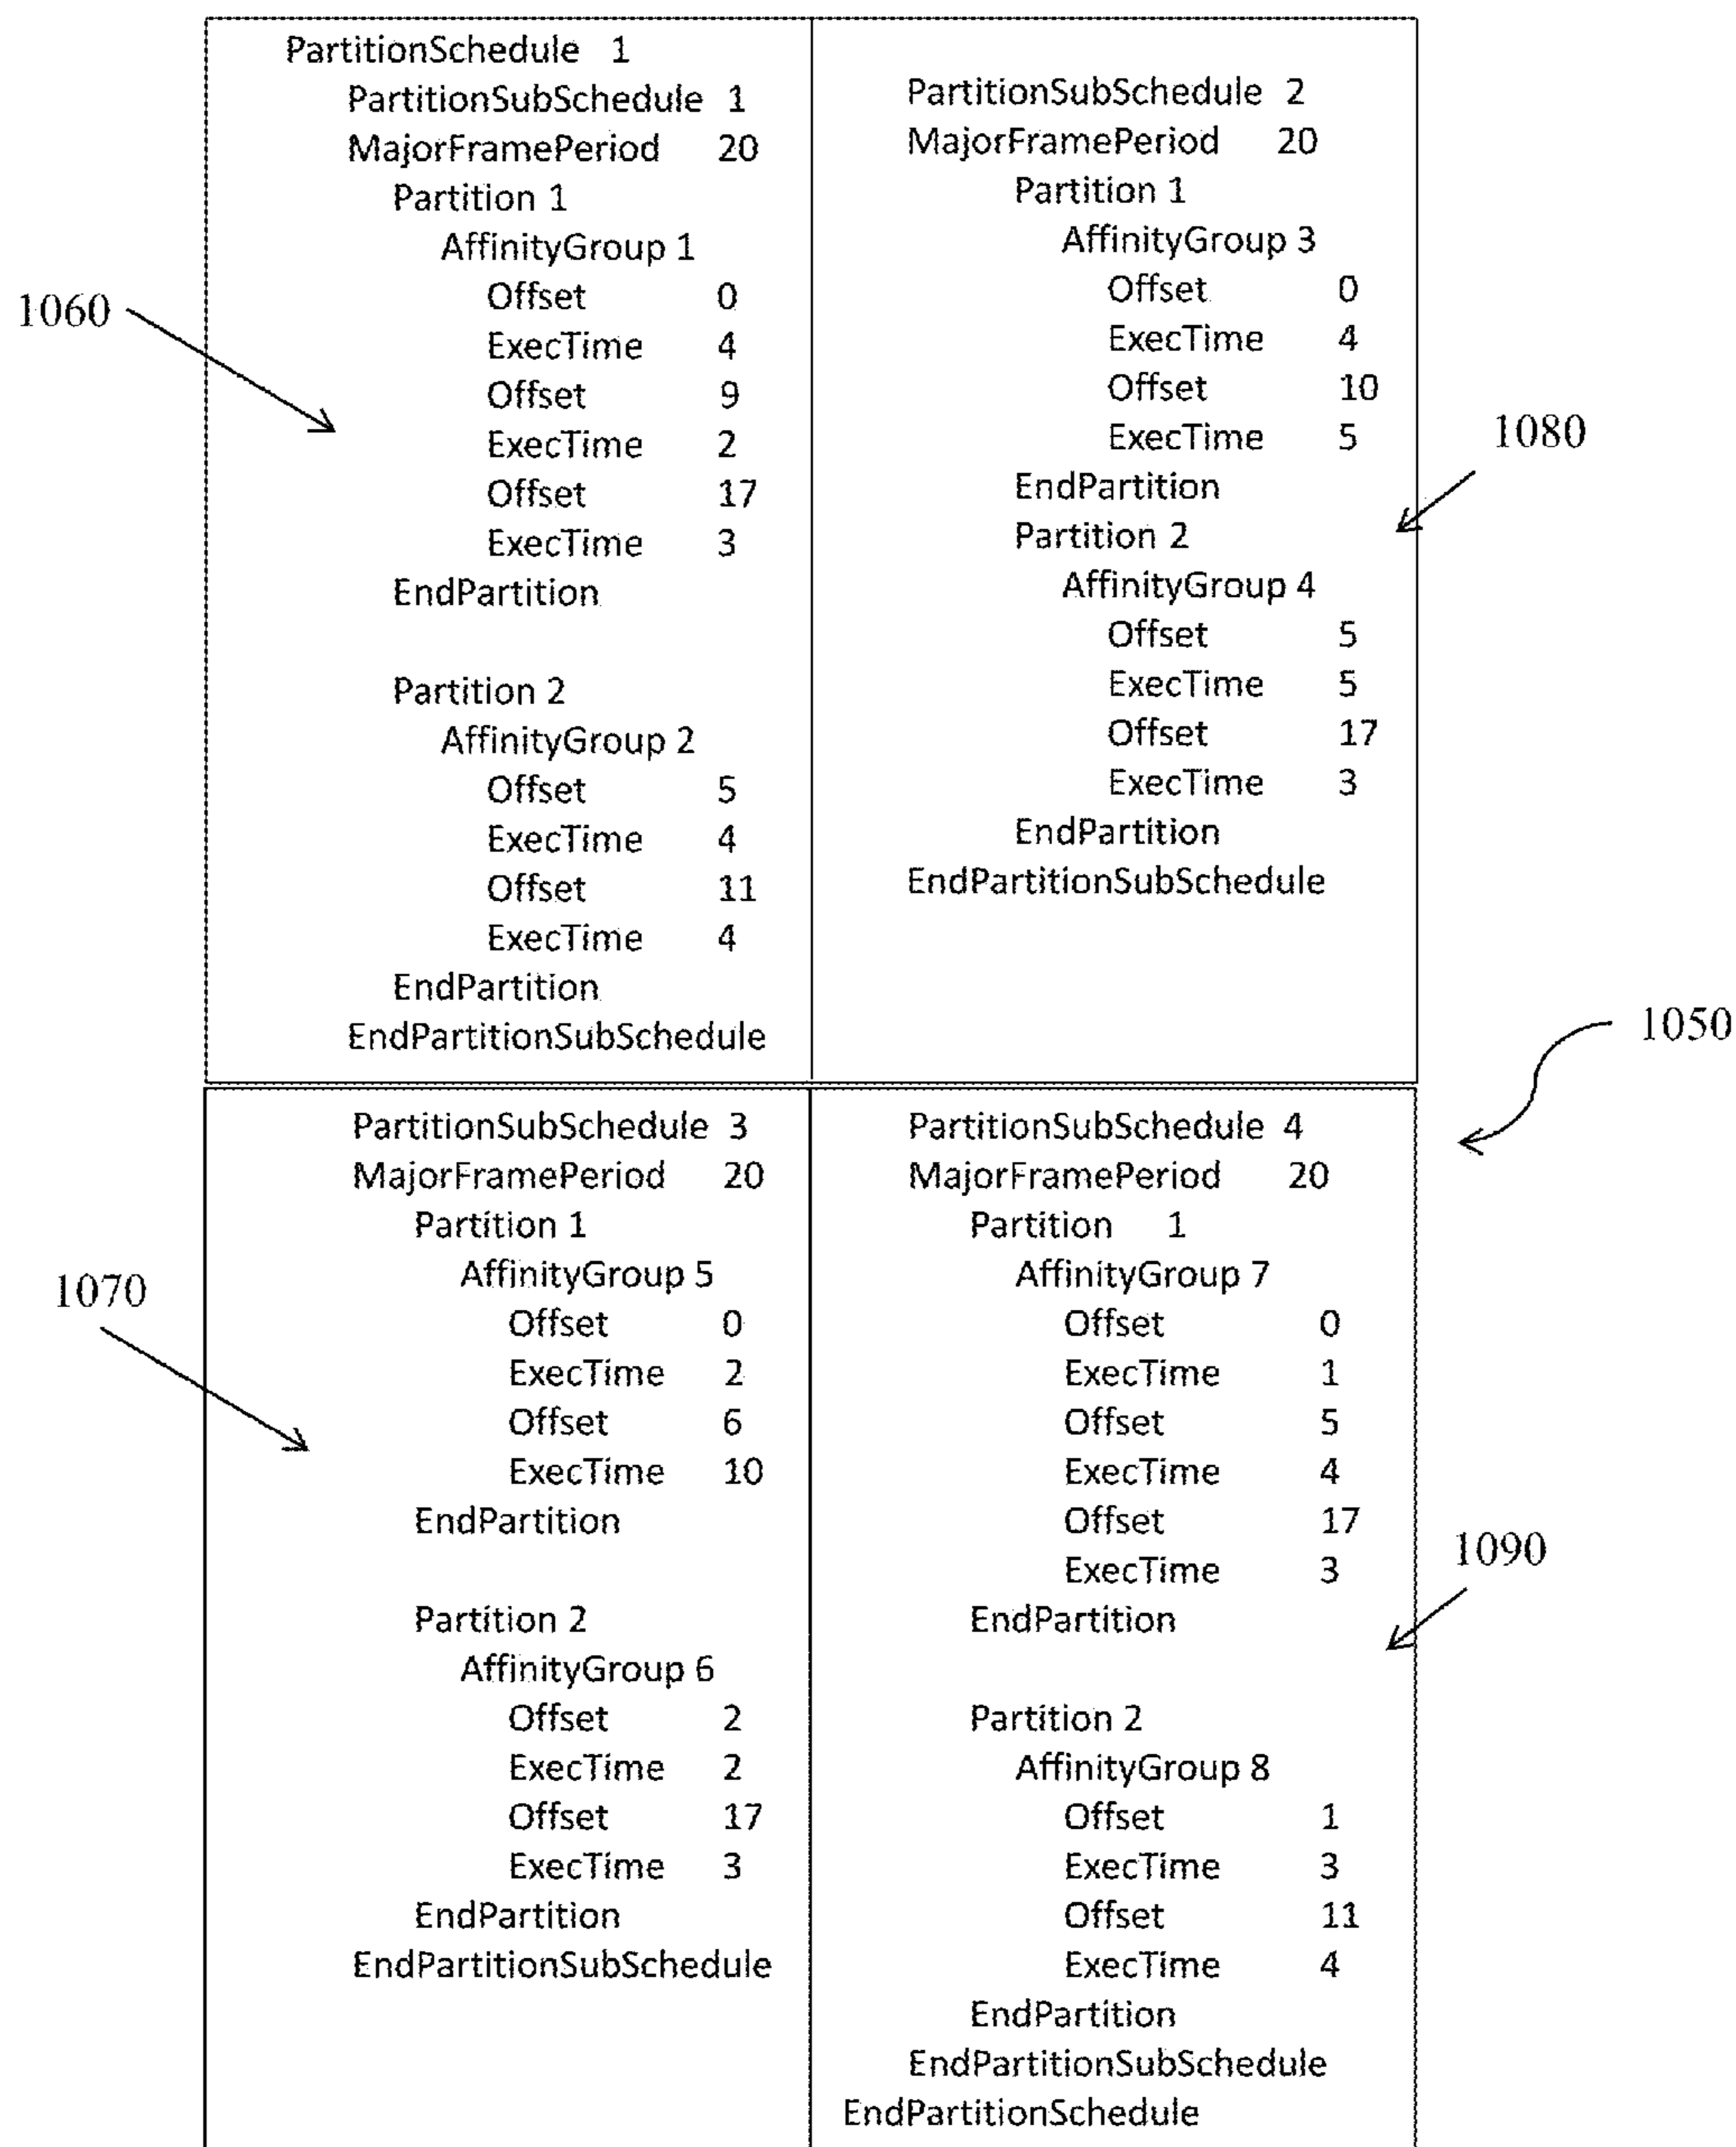 PartitionSchedule 1
PartitionSubSchedule 1
MajorFramePeriod 20
Partition 1
AffinityGroup 1
Offset 0
ExecTime 4
Offset 9
ExecTime 2
Offset 17
ExecTime 3
EndPartition
Partition 2
AffinityGroup 2
Offset 5
ExecTime 4
Offset 11
ExecTime 4
EndPartition
EndPartitionSubSchedule
1060
PartitionSubSchedule 2
MajorFramePeriod 20
Partition 1
AffinityGroup 3
Offset 0
ExecTime 4
Offset 10
ExecTime 5
EndPartition
Partition 2
AffinityGroup 4
Offset 5
ExecTime 5
Offset 17
ExecTime 3
EndPartition
EndPartitionSubSchedule
1080
1050
PartitionSubSchedule 3
MajorFramePeriod 20
Partition 1
AffinityGroup 5
Offset 0
ExecTime 2
Offset 6
ExecTime 10
EndPartition
Partition 2
AffinityGroup 6
Offset 2
ExecTime 2
Offset 17
ExecTime 3
EndPartition
EndPartitionSubSchedule
1070
PartitionSubSchedule 4
MajorFramePeriod 20
Partition 1
AffinityGroup 7
Offset 0
ExecTime 1
Offset 5
ExecTime 4
Offset 17
ExecTime 3
EndPartition
Partition 2
AffinityGroup 8
Offset 1
ExecTime 3
Offset 11
ExecTime 4
EndPartition
EndPartitionSubSchedule
EndPartitionSchedule
1090